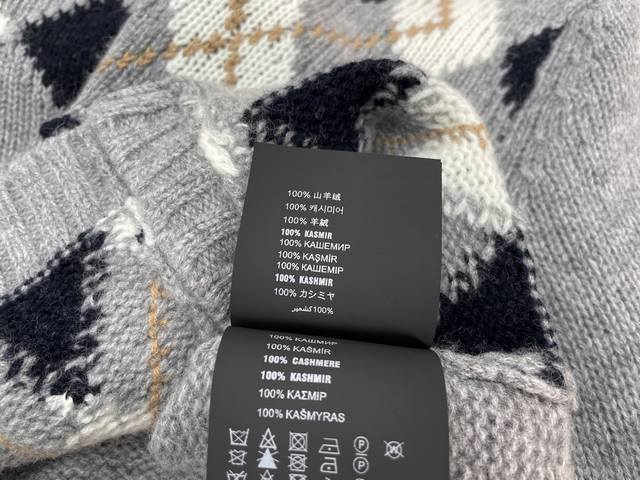 100% 山羊绒
100% 캐시미어
100% 羊絨
100% KASMIR
100% КАШЕМИР
100% KAŞMİR
100% КАШЕМІР
100% KASHMIR
100% カシミヤ
100% كشمير
100% КАШМИР
100% KAŠMÍR
100% CASHMERE
100% KASHMIR
100% ΚΑΣΜΙΡ
100% KAŠMYRAS